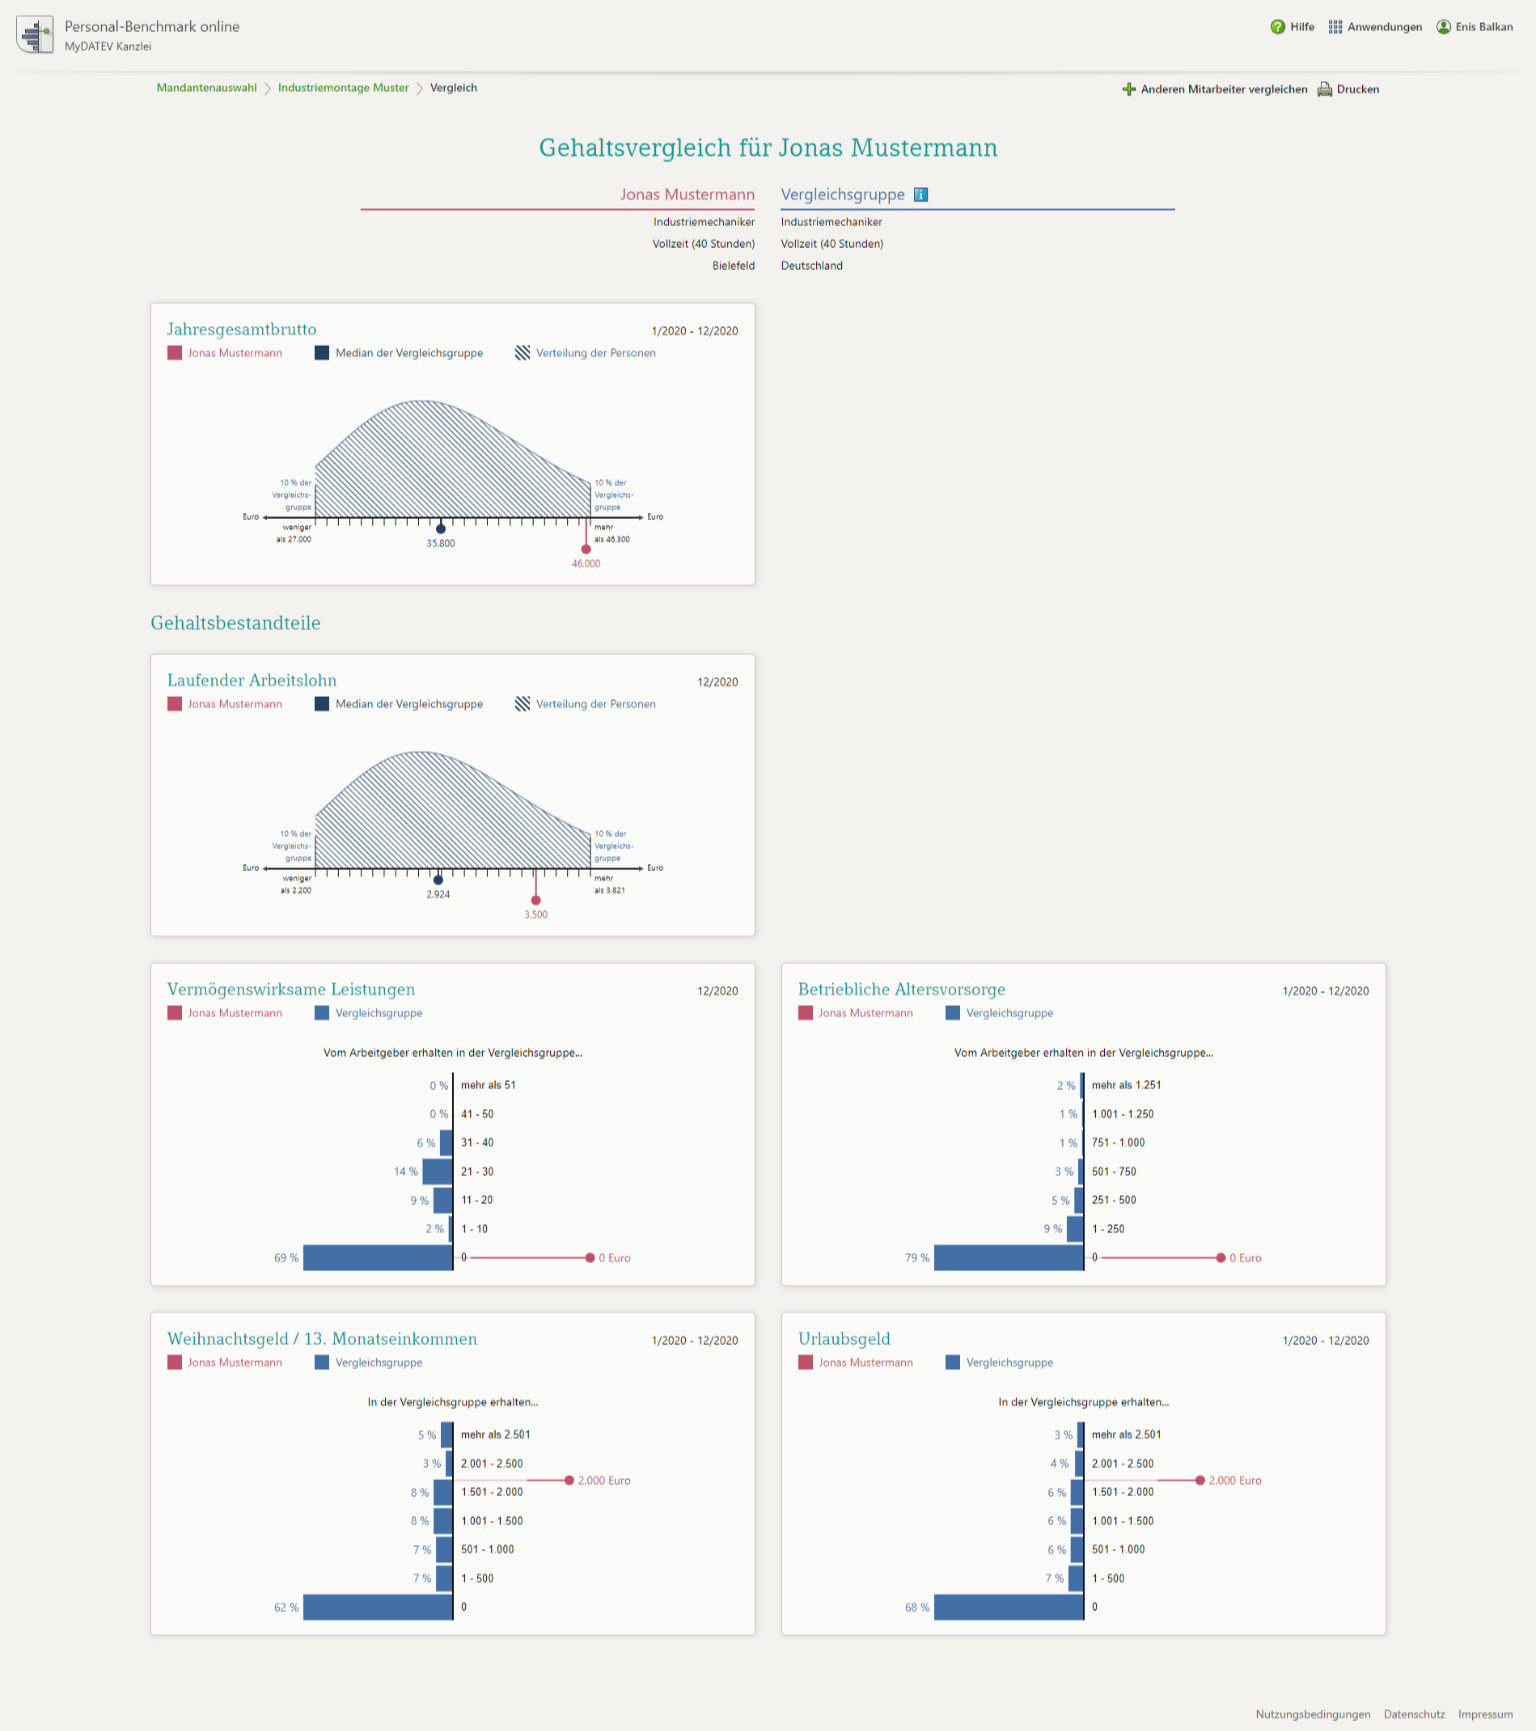 Personal-Benchmark online
MyDATEV Kanzlei
Hilfe Anwendungen Enis Balkan
Mandantenauswahl Industriemontage Muster Vergleich
Anderen Mitarbeiter vergleichen Drucken
Gehaltsvergleich für Jonas Mustermann
Jonas Mustermann Vergleichsgruppe i
Industriemechaniker Industriemechaniker
Vollzeit (40 Stunden) Vollzeit (40 Stunden)
Bielefeld Deutschland
Jahresgesamtbrutto 1/2020 - 12/2020
Jonas Mustermann Median der Vergleichsgruppe Verteilung der Personen
10 % der
Vergleichs-
gruppe
10 % der
Vergleichs-
gruppe
Euro Euro
weniger
als 27.000
mehr
als 46.300
35.800
46.000
Gehaltsbestandteile
Laufender Arbeitslohn 12/2020
Jonas Mustermann Median der Vergleichsgruppe Verteilung der Personen
10 % der
Vergleichs-
gruppe
10 % der
Vergleichs-
gruppe
Euro Euro
weniger
als 2.200
mehr
als 3.821
2.924
3.500
Vermögenswirksame Leistungen 12/2020
Jonas Mustermann Vergleichsgruppe
Vom Arbeitgeber erhalten in der Vergleichsgruppe...
0 % mehr als 51
0 % 41 - 50
6 % 31 - 40
14 % 21 - 30
9 % 11 - 20
2 % 1 - 10
69 % 0 0 Euro
Betriebliche Altersvorsorge 1/2020 - 12/2020
Jonas Mustermann Vergleichsgruppe
Vom Arbeitgeber erhalten in der Vergleichsgruppe...
2 % mehr als 1.251
1 % 1.001 - 1.250
1 % 751 - 1.000
3 % 501 - 750
5 % 251 - 500
9 % 1 - 250
79 % 0 0 Euro
Weihnachtsgeld / 13. Monatseinkommen 1/2020 - 12/2020
Jonas Mustermann Vergleichsgruppe
In der Vergleichsgruppe erhalten...
5 % mehr als 2.501
3 % 2.001 - 2.500
2.000 Euro
8 % 1.501 - 2.000
8 % 1.001 - 1.500
7 % 501 - 1.000
7 % 1 - 500
62 % 0
Urlaubsgeld 1/2020 - 12/2020
Jonas Mustermann Vergleichsgruppe
In der Vergleichsgruppe erhalten...
3 % mehr als 2.501
4 % 2.001 - 2.500
2.000 Euro
6 % 1.501 - 2.000
6 % 1.001 - 1.500
6 % 501 - 1.000
7 % 1 - 500
68 % 0
Nutzungsbedingungen Datenschutz Impressum